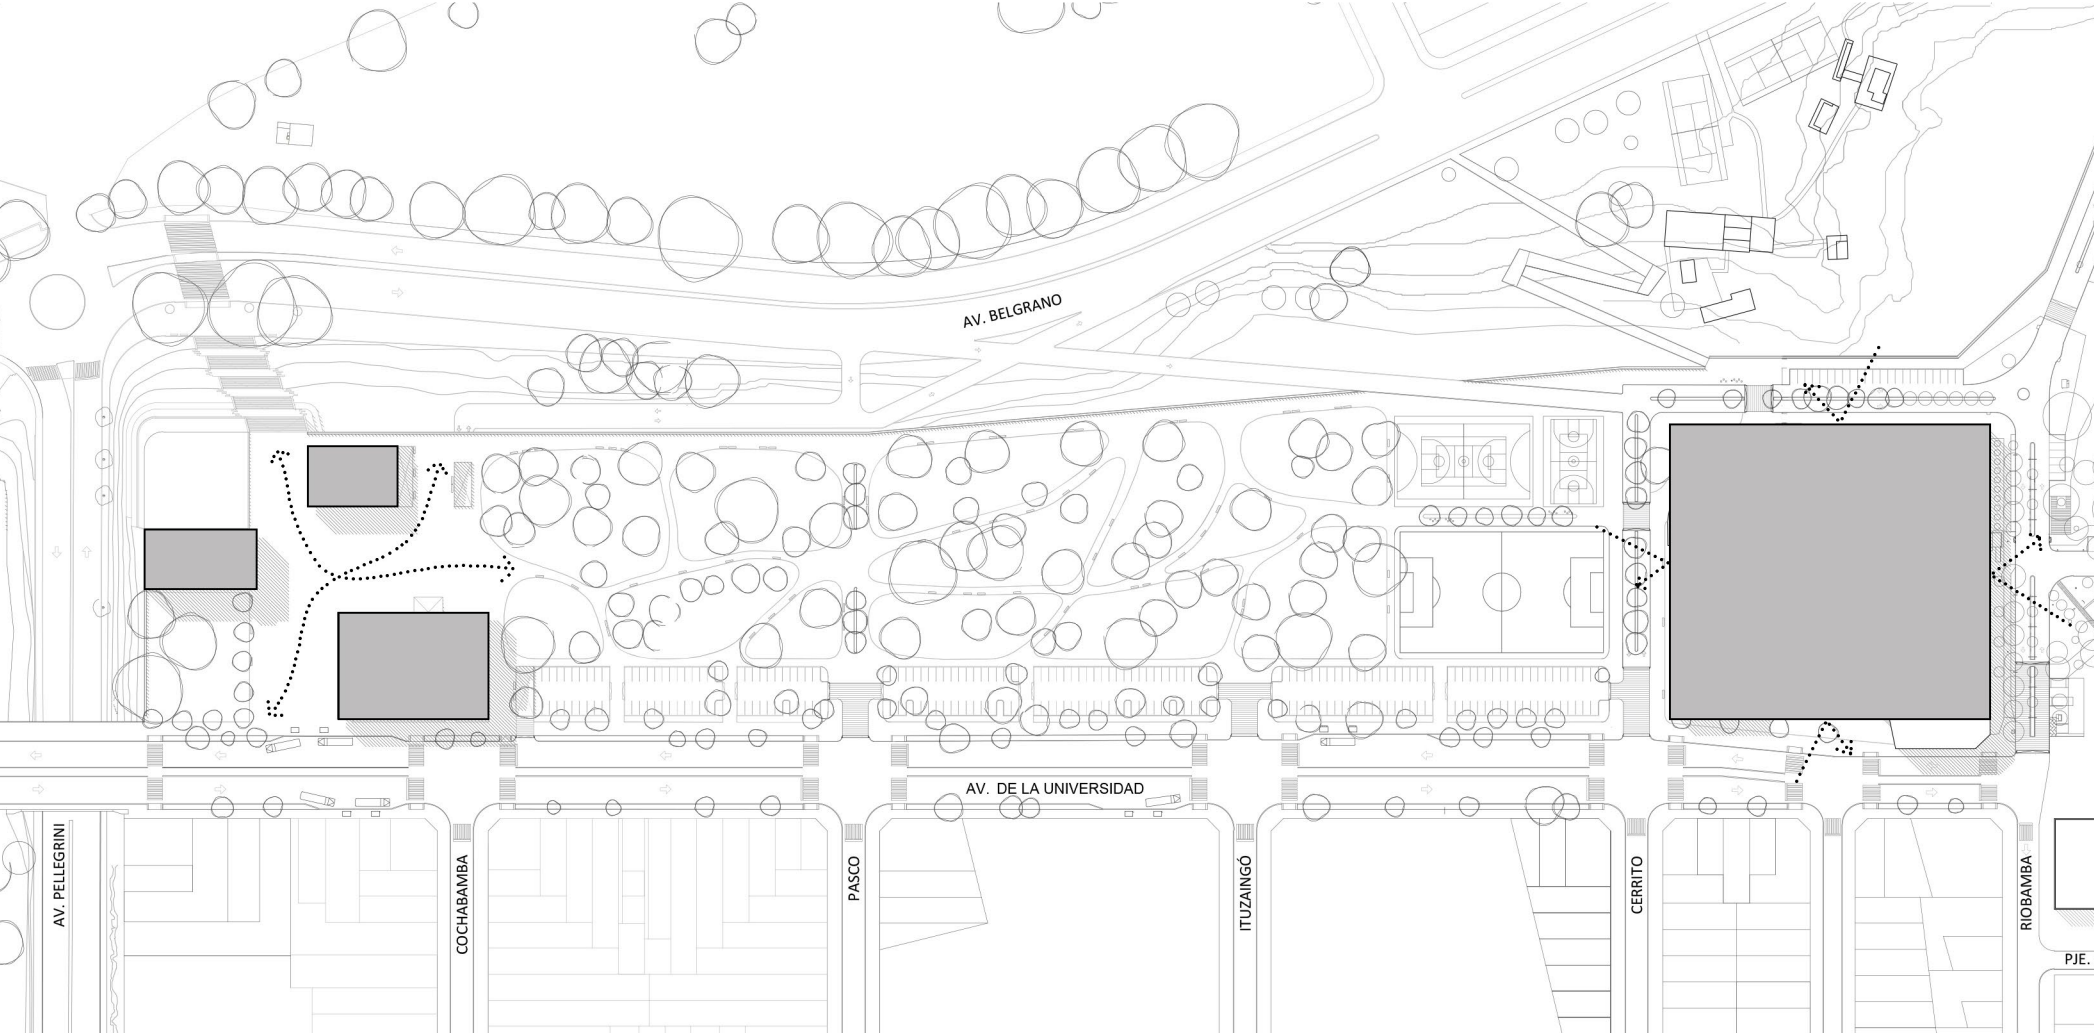 AV. BELGRANO
AV. DE LA UNIVERSIDAD
AV. PELLEGRINI
COCHABAMBA
PASCO
ITUZAINGÓ
CERRITO
RIOBAMBA
PJE.